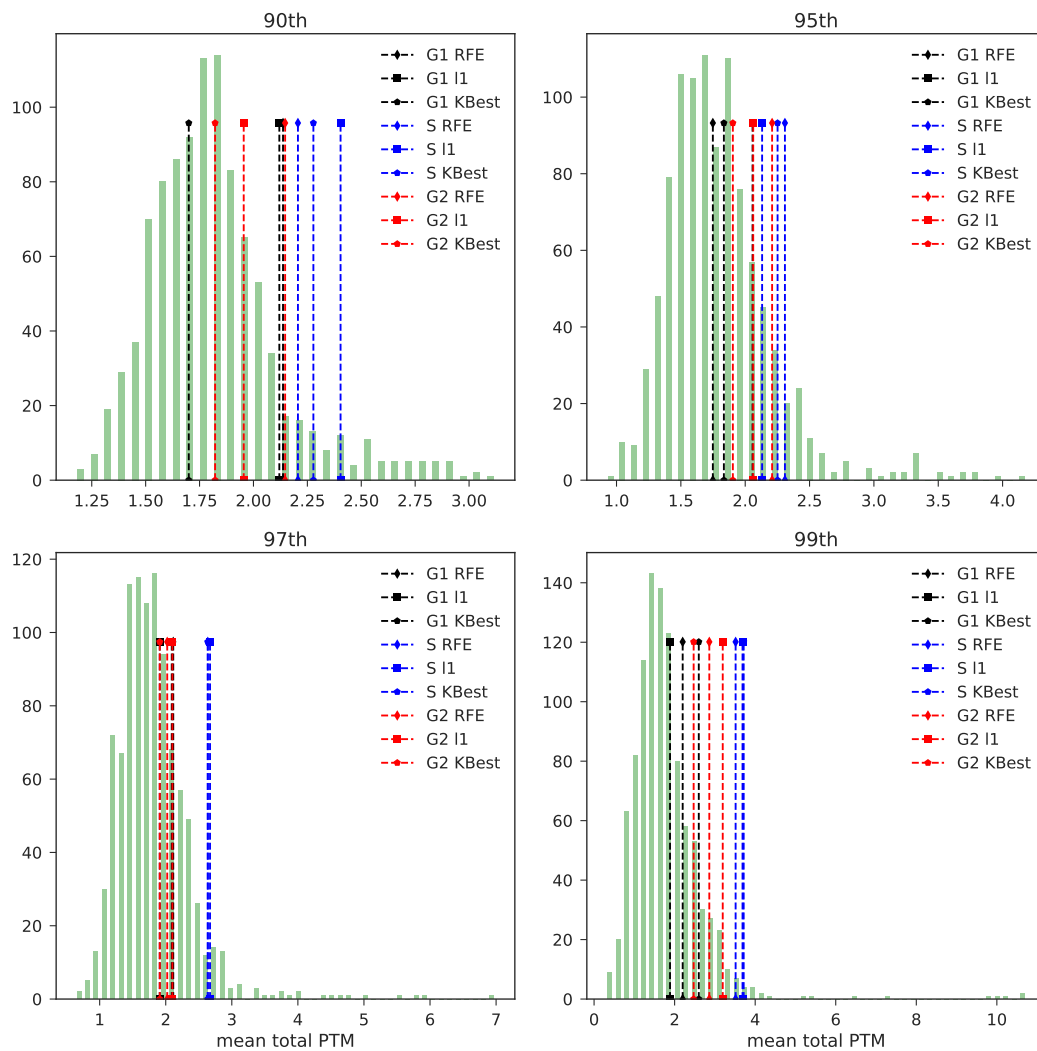 90th
G1 RFE
G1 l1
G1 KBest
S RFE
S l1
S KBest
G2 RFE
G2 l1
G2 KBest
100
80
60
40
20
0
1.25 1.50 1.75 2.00 2.25 2.50 2.75 3.00
95th
G1 RFE
G1 l1
G1 KBest
S RFE
S l1
S KBest
G2 RFE
G2 l1
G2 KBest
100
80
60
40
20
0
1.0 1.5 2.0 2.5 3.0 3.5 4.0
97th
G1 RFE
G1 l1
G1 KBest
S RFE
S l1
S KBest
G2 RFE
G2 l1
G2 KBest
120
100
80
60
40
20
0
1 2 3 4 5 6 7
mean total PTM
99th
G1 RFE
G1 l1
G1 KBest
S RFE
S l1
S KBest
G2 RFE
G2 l1
G2 KBest
140
120
100
80
60
40
20
0
0 2 4 6 8 10
mean total PTM